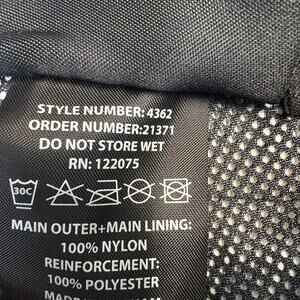 STYLE NUMBER: 4362
ORDER NUMBER:21371
DO NOT STORE WET
RN: 122075
30C
MAIN OUTER+MAIN LINING:
100% NYLON
REINFORCEMENT:
100% POLYESTER